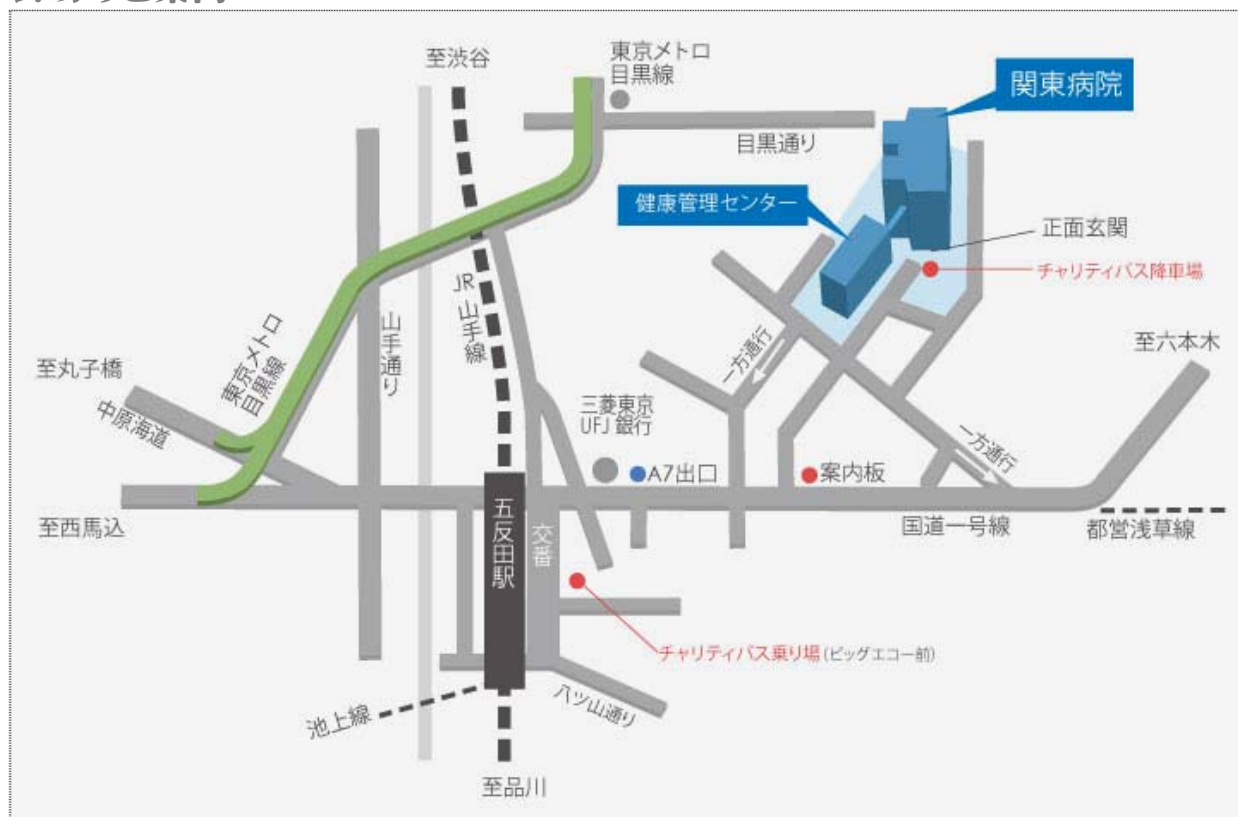 至渋谷
東京メトロ
目黒線
関東病院
目黒通り
健康管理センター
正面玄関
チャリティバス降車場
JR 山手線
山手通り
至六本木
至丸子橋
東京メトロ
目黒線
中原海道
一方通行
三菱東京
UFJ 銀行
一方通行
A7出口
案内板
至西馬込
五反田駅
交番
国道一号線
都営浅草線
チャリティバス乗り場(ビッグエコー前)
八ツ山通り
池上線
至品川